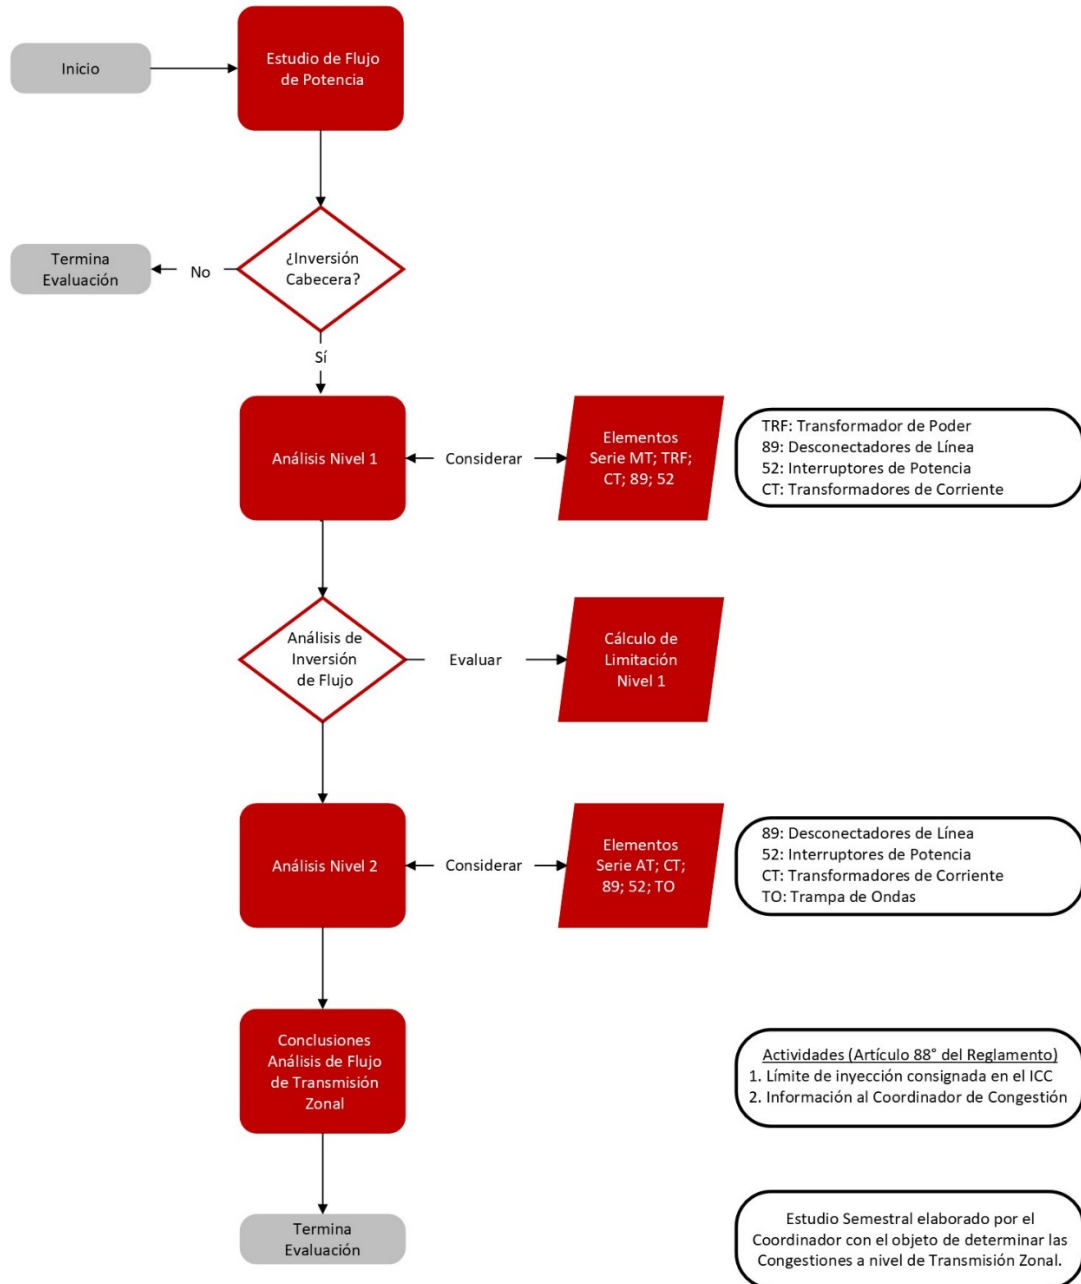 Inicio
Estudio de Flujo
de Potencia
¿Inversión
Cabecera?
No
Termina
Evaluación
Sí
Análisis Nivel 1
Considerar
Elementos
Serie MT; TRF;
CT; 89; 52
TRF: Transformador de Poder
89: Desconectadores de Línea
52: Interruptores de Potencia
CT: Transformadores de Corriente
Análisis de
Inversión
de Flujo
Evaluar
Cálculo de
Limitación
Nivel 1
Análisis Nivel 2
Considerar
Elementos
Serie AT; CT;
89; 52; TO
89: Desconectadores de Línea
52: Interruptores de Potencia
CT: Transformadores de Corriente
TO: Trampa de Ondas
Conclusiones
Análisis de Flujo
de Transmisión
Zonal
Actividades (Artículo 88° del Reglamento)
1. Límite de inyección consignada en el ICC
2. Información al Coordinador de Congestión
Termina
Evaluación
Estudio Semestral elaborado por el
Coordinador con el objeto de determinar las
Congestiones a nivel de Transmisión Zonal.